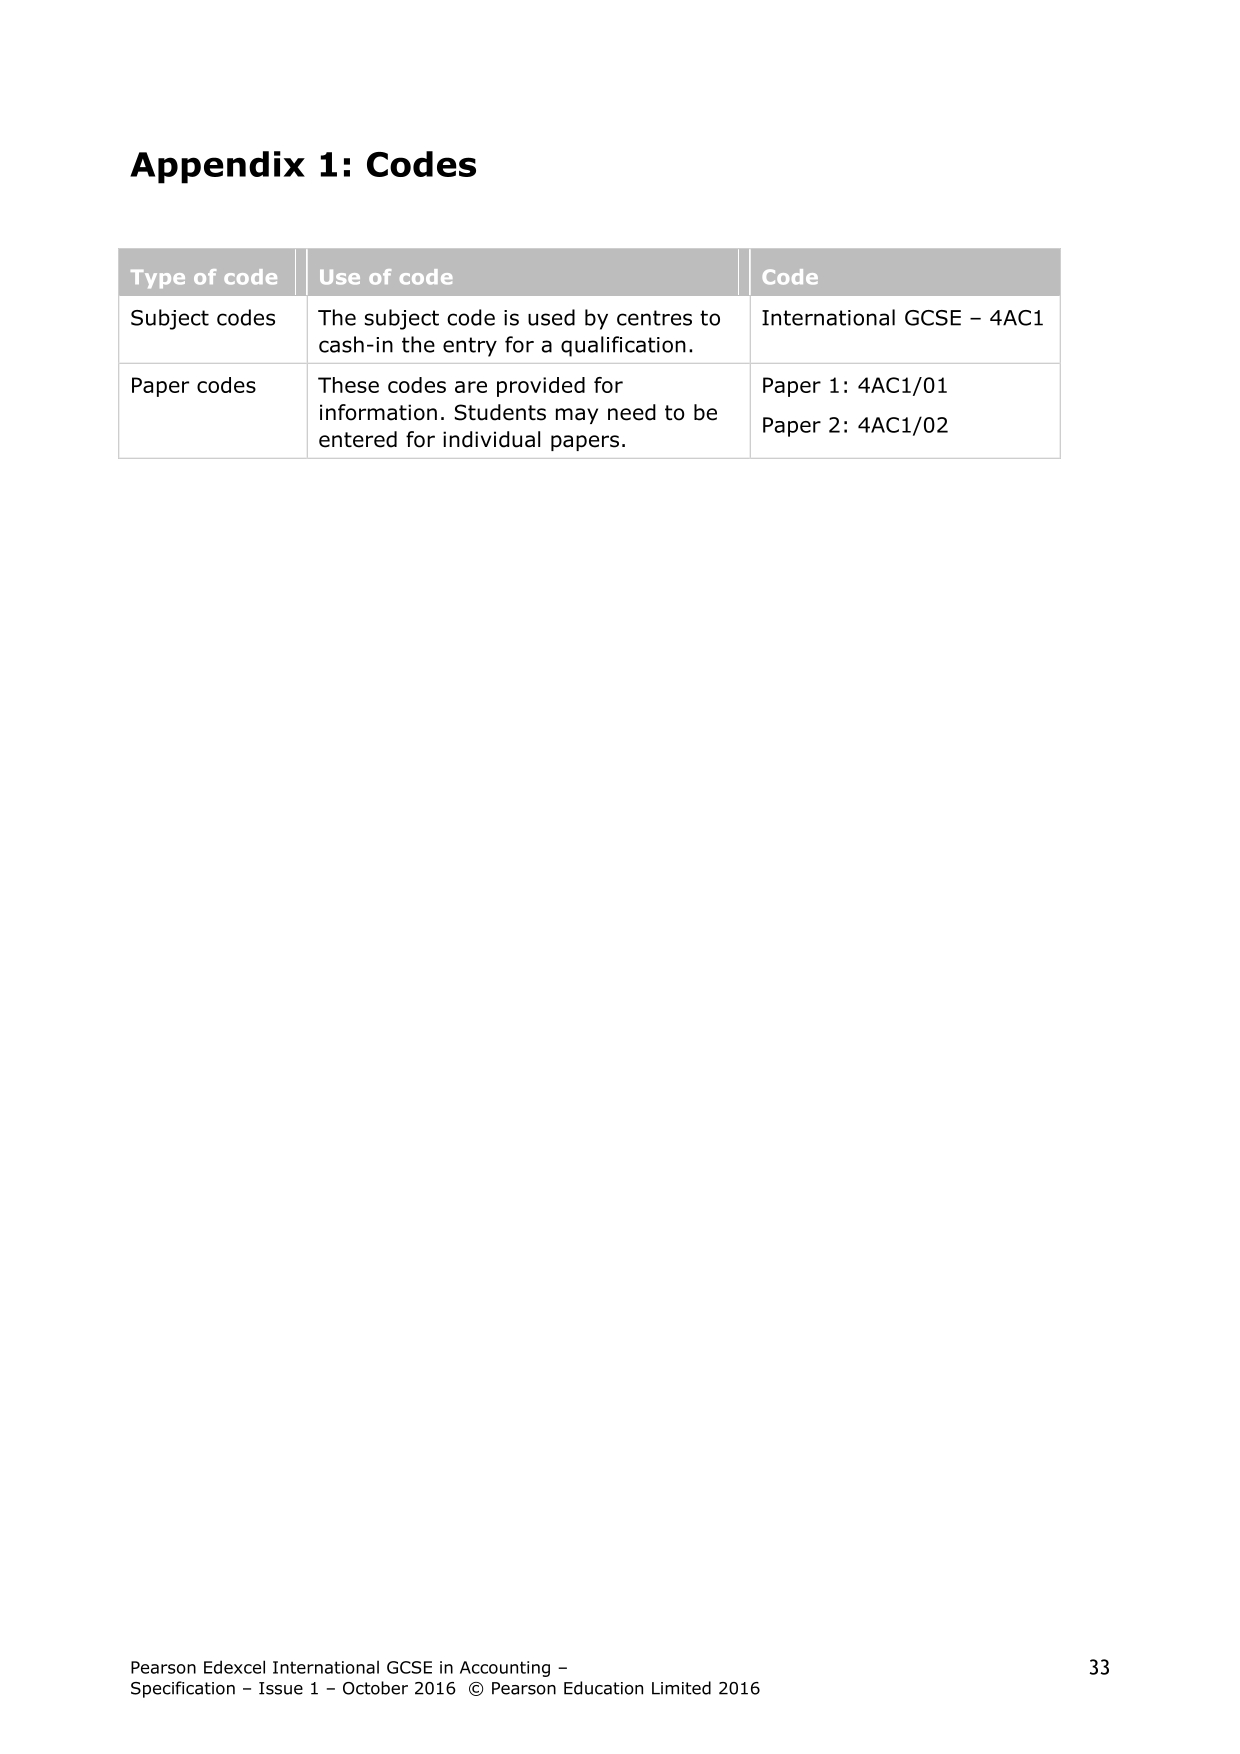 Appendix 1: Codes
Type of code
Use of code
Code
Subject codes
The subject code is used by centres to
cash-in the entry for a qualification.
International GCSE – 4AC1
Paper codes
These codes are provided for
information. Students may need to be
entered for individual papers.
Paper 1: 4AC1/01
Paper 2: 4AC1/02
Pearson Edexcel International GCSE in Accounting –
Specification – Issue 1 – October 2016 © Pearson Education Limited 2016
33